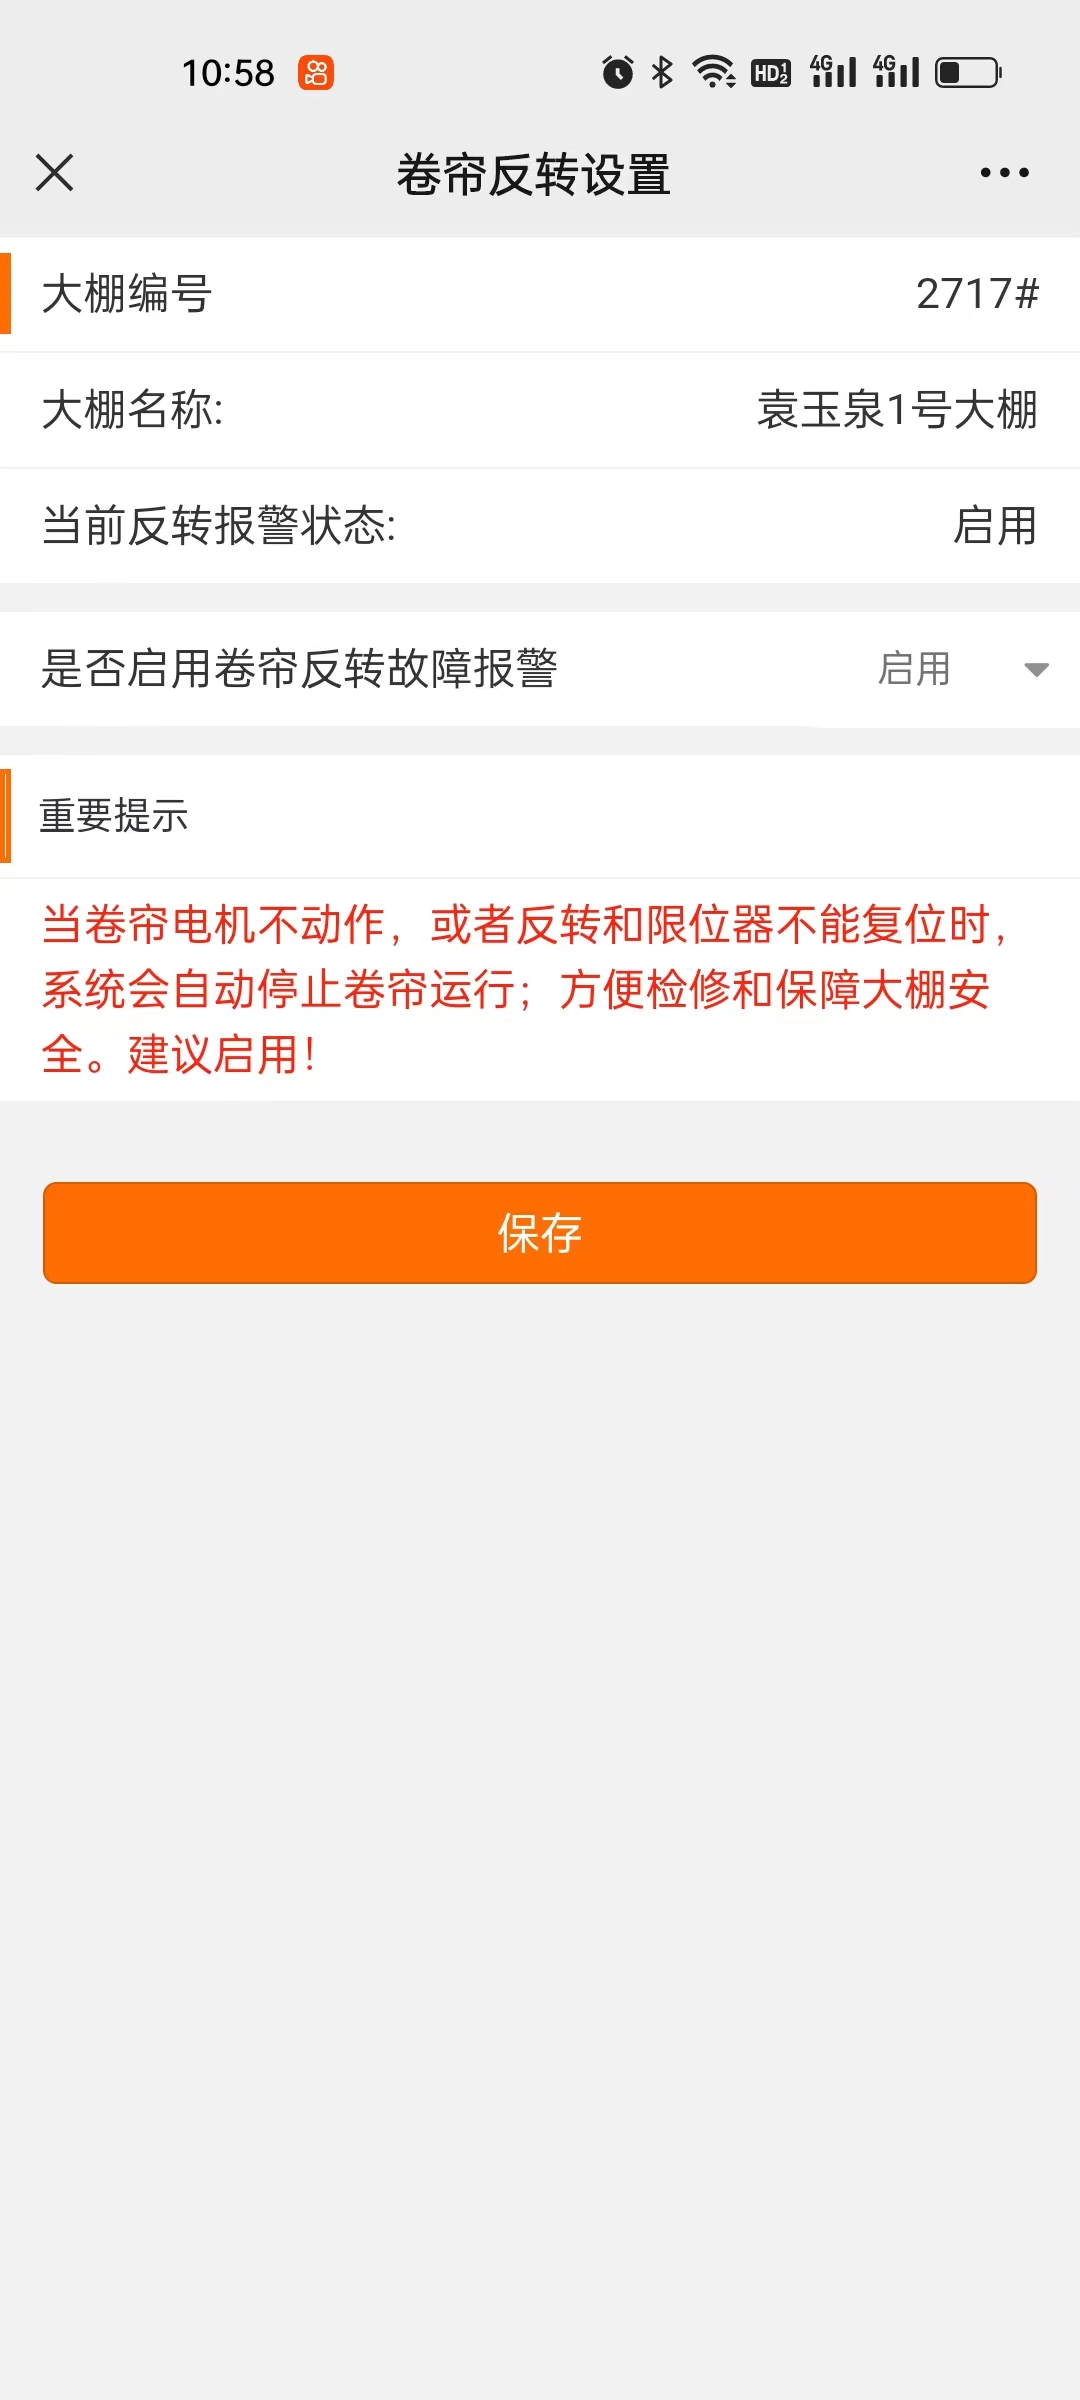 10:58
HD 1 2 4G 4G
卷帘反转设置
大棚编号 2717#
大棚名称: 袁玉泉1号大棚
当前反转报警状态: 启用
是否启用卷帘反转故障报警 启用
重要提示
当卷帘电机不动作，或者反转和限位器不能复位时，
系统会自动停止卷帘运行；方便检修和保障大棚安
全。建议启用！
保存